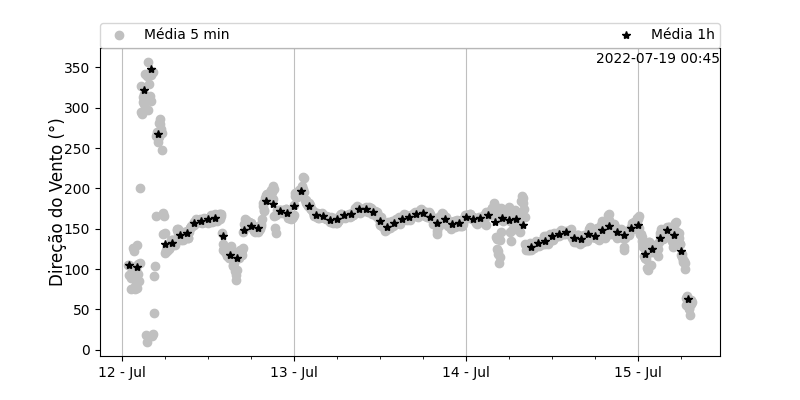 Média 5 min
Média 1h
2022-07-19 00:45
Direção do Vento (°)
350
300
250
200
150
100
50
0
12 - Jul
13 - Jul
14 - Jul
15 - Jul